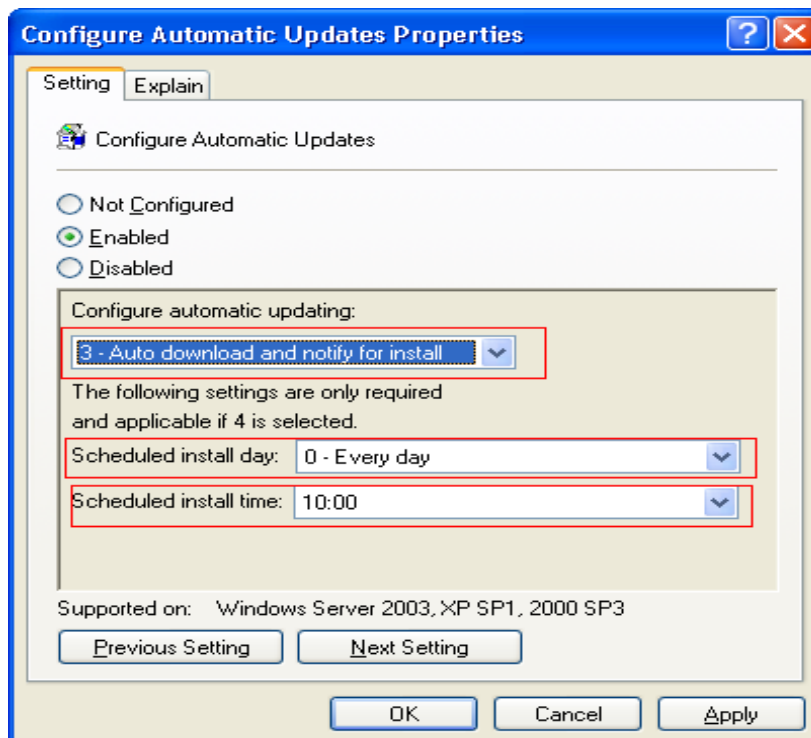 Configure Automatic Updates Properties
Setting
Explain
Configure Automatic Updates
Not Configured
Enabled
Disabled
Configure automatic updating:
3 - Auto download and notify for install
The following settings are only required
and applicable if 4 is selected.
Scheduled install day: 0 - Every day
Scheduled install time: 10:00
Supported on: Windows Server 2003, XP SP1, 2000 SP3
Previous Setting Next Setting
OK Cancel Apply